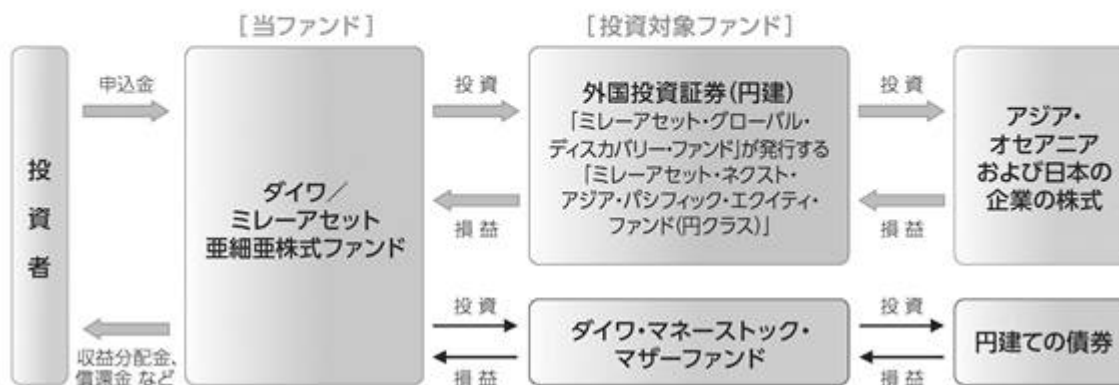 [当ファンド]
[投資対象ファンド]
投資者
申込金
収益分配金、
償還金 など
ダイワ／
ミレーアセット
亜細亜株式ファンド
投 資
損 益
外国投資証券(円建)
「ミレーアセット・グローバル・
ディスカバリー・ファンド」が発行する
「ミレーアセット・ネクスト・
アジア・パシフィック・エクイティ・
ファンド(円クラス)」
投 資
損 益
アジア・
オセアニア
および日本の
企業の株式
投 資
損 益
ダイワ・マネーストック・
マザーファンド
投 資
損 益
円建ての債券